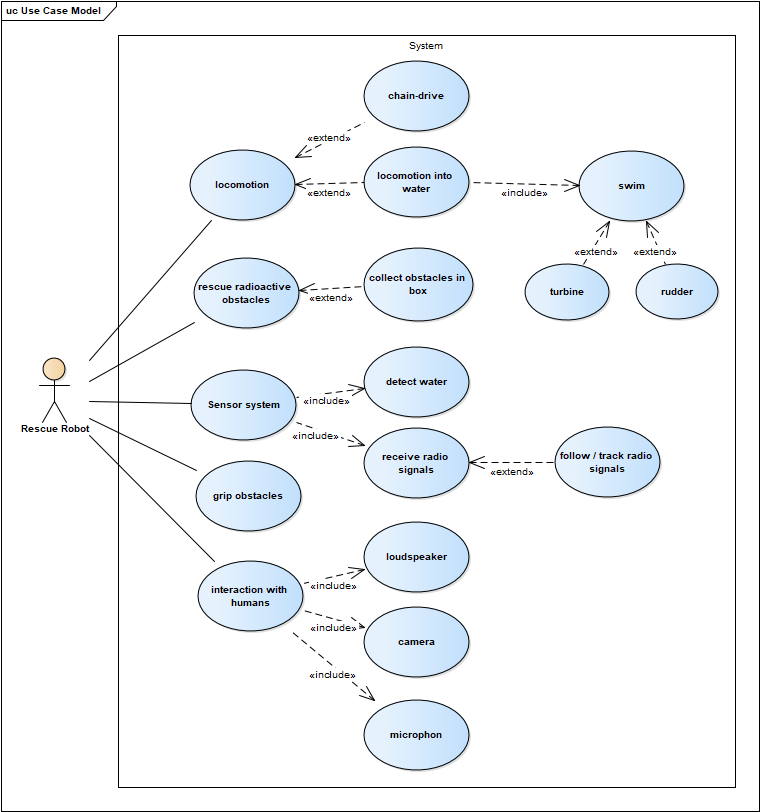 uc Use Case Model
System
chain-drive
«extend»
locomotion
locomotion into
water
«extend»
«include»
swim
«extend»
«extend»
turbine
rudder
rescue radioactive
obstacles
collect obstacles in
box
«extend»
detect water
Sensor system
«include»
«include»
receive radio
signals
follow / track radio
signals
«extend»
Rescue Robot
grip obstacles
loudspeaker
interaction with
humans
«include»
«include»
camera
«include»
microphon